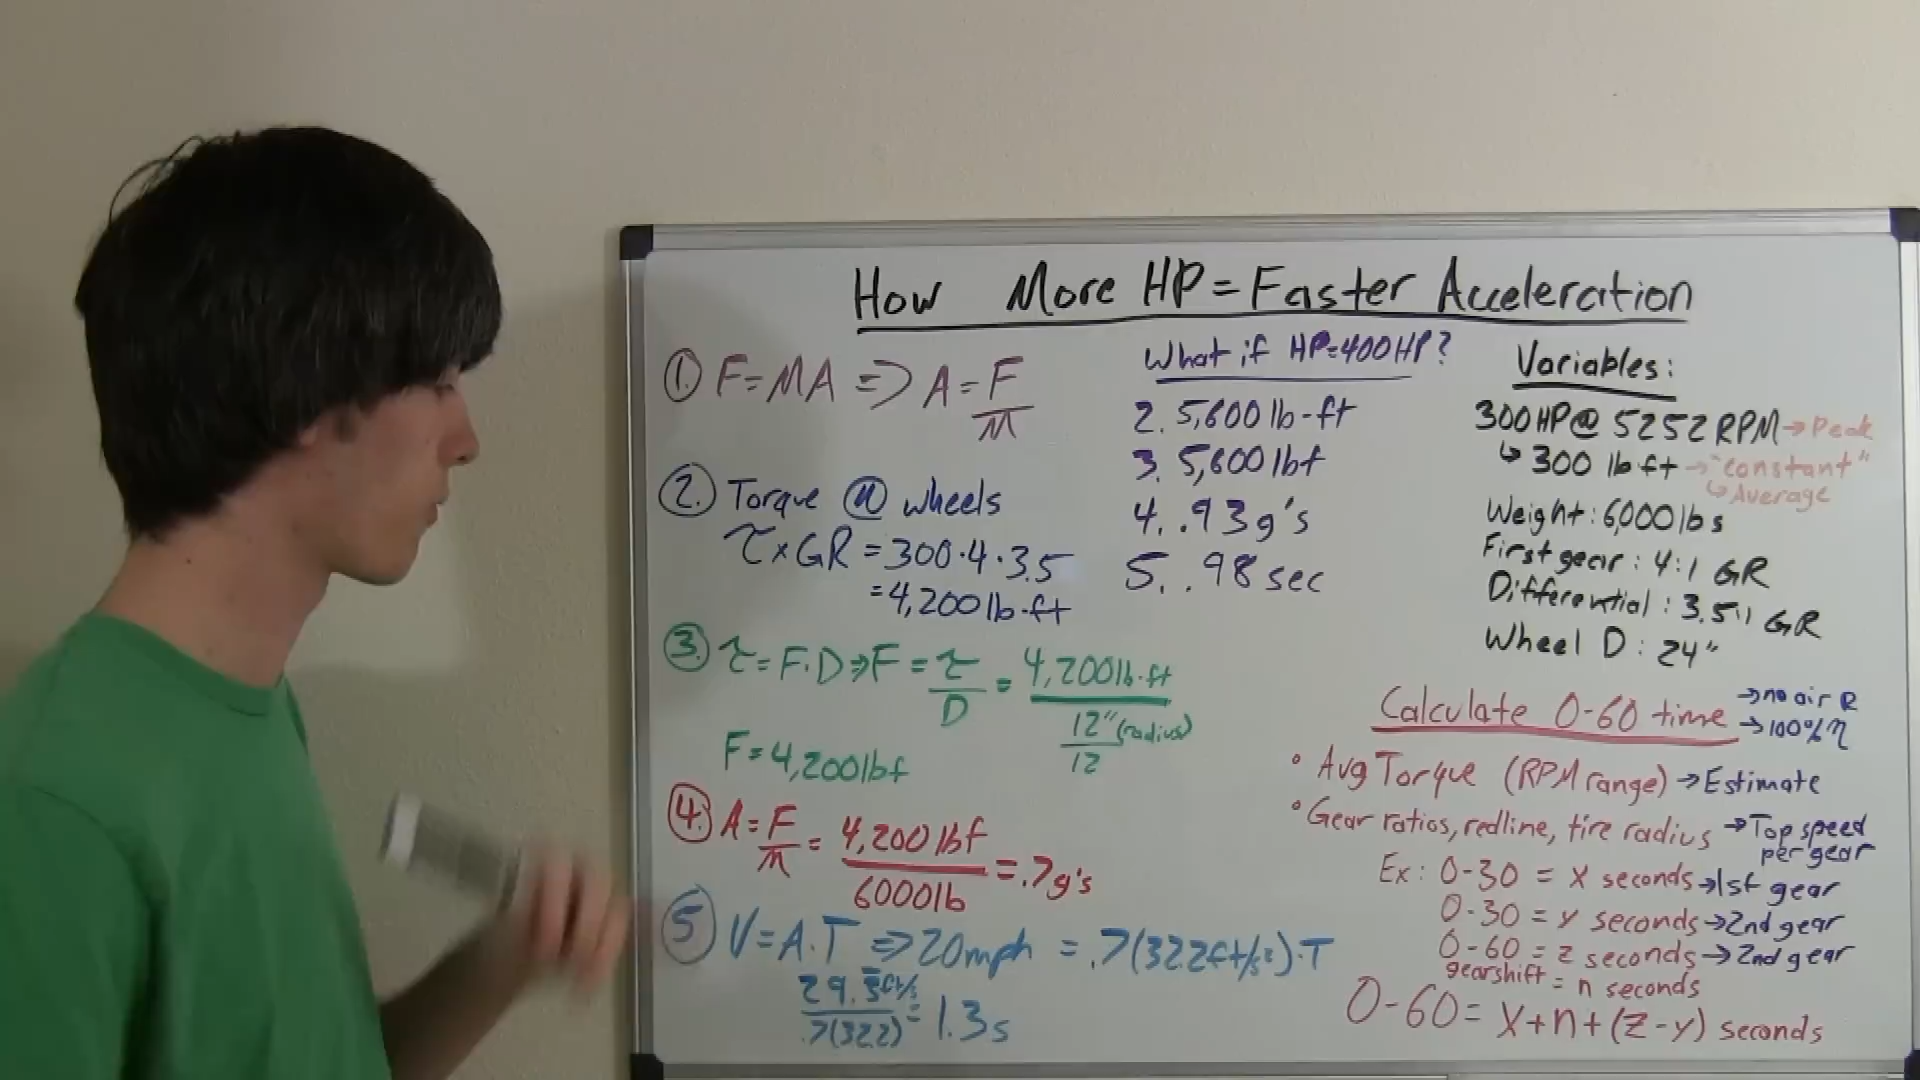 How More HP = Faster Acceleration
① F=MA => A = F/M
②. Torque @ wheels
τ×GR = 300·4·3.5
= 4,200 lb·ft
③. τ = F·D => F = τ/D = 4,200 lb·ft / 12" (radius)/12
F = 4,200 lbf
④. A = F/M = 4,200 lbf / 6000 lb = .7g's
⑤ V = A·T => 20mph = .7(32.2 ft/s²)·T
29.3 ft/s / .7(32.2) = 1.3s
What if HP=400HP?
2. 5,600 lb-ft
3. 5,600 lbf
4. .93g's
5. .98 sec
Variables:
300HP @ 5252 RPM → Peak
↳ 300 lb·ft → "constant"
↳ Average
Weight: 6,000 lbs
First gear: 4:1 GR
Differential: 3.5:1 GR
Wheel D: 24"
Calculate 0-60 time → no air R
→ 100% η
• Avg Torque (RPM range) → Estimate
• Gear ratios, redline, tire radius → Top speed
per gear
Ex: 0-30 = x seconds → 1st gear
0-30 = y seconds → 2nd gear
0-60 = z seconds → 2nd gear
gearshift = n seconds
0-60 = x+n+(z-y) seconds